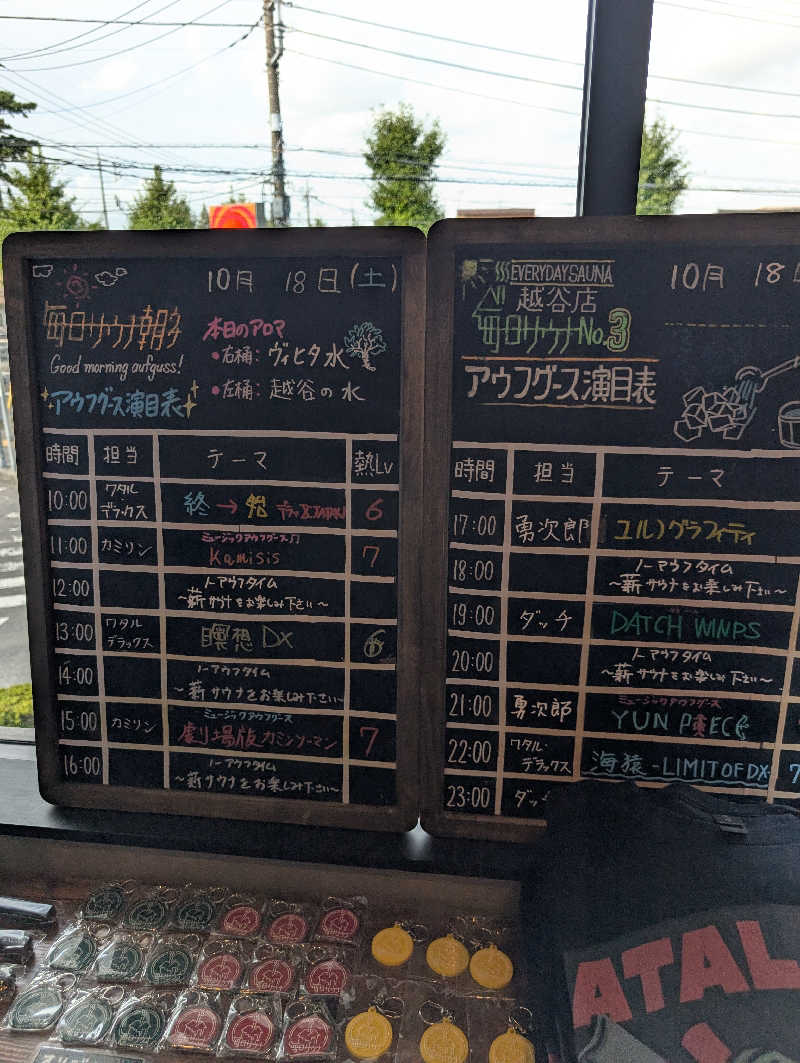 10月 18日(土)
毎日サウナ朝子
Good morning aufguss!
アウフグース演目表
本日のアロマ
・右桶: ヴィヒタ水
・左桶: 越谷の水
時間 担当 テーマ 熱Lv
10:00 ワタルデラックス 終→始 6
11:00 カミリン ミュージックアウフグース♫ Kamisis 7
12:00 ノーアウフタイム
～薪サウナをお楽しみ下さい～
13:00 ワタルデラックス 瞑想 DX 6
14:00 ノーアウフタイム
～薪サウナをお楽しみ下さい～
15:00 カミリン ミュージックアウフグース 劇場版カミソリーマン 7
16:00 ノーアウフタイム
～薪サウナをお楽しみ下さい～
EVERYDAY SAUNA
10月 18
越谷店
毎日サウナNo.3
アウフグース演目表
時間 担当 テーマ
17:00 勇次郎 ユルノグラフィティ
18:00 ノーアウフタイム
～薪サウナをお楽しみ下さい～
19:00 ダッチ DATCH WINPS
20:00 ノーアウフタイム
～薪サウナをお楽しみ下さい～
21:00 勇次郎 ミュージックアウフグース YUN PIECE
22:00 ワタル・デラックス 海猿-LIMIT OF DX 7
23:00 ダッ
ATAL